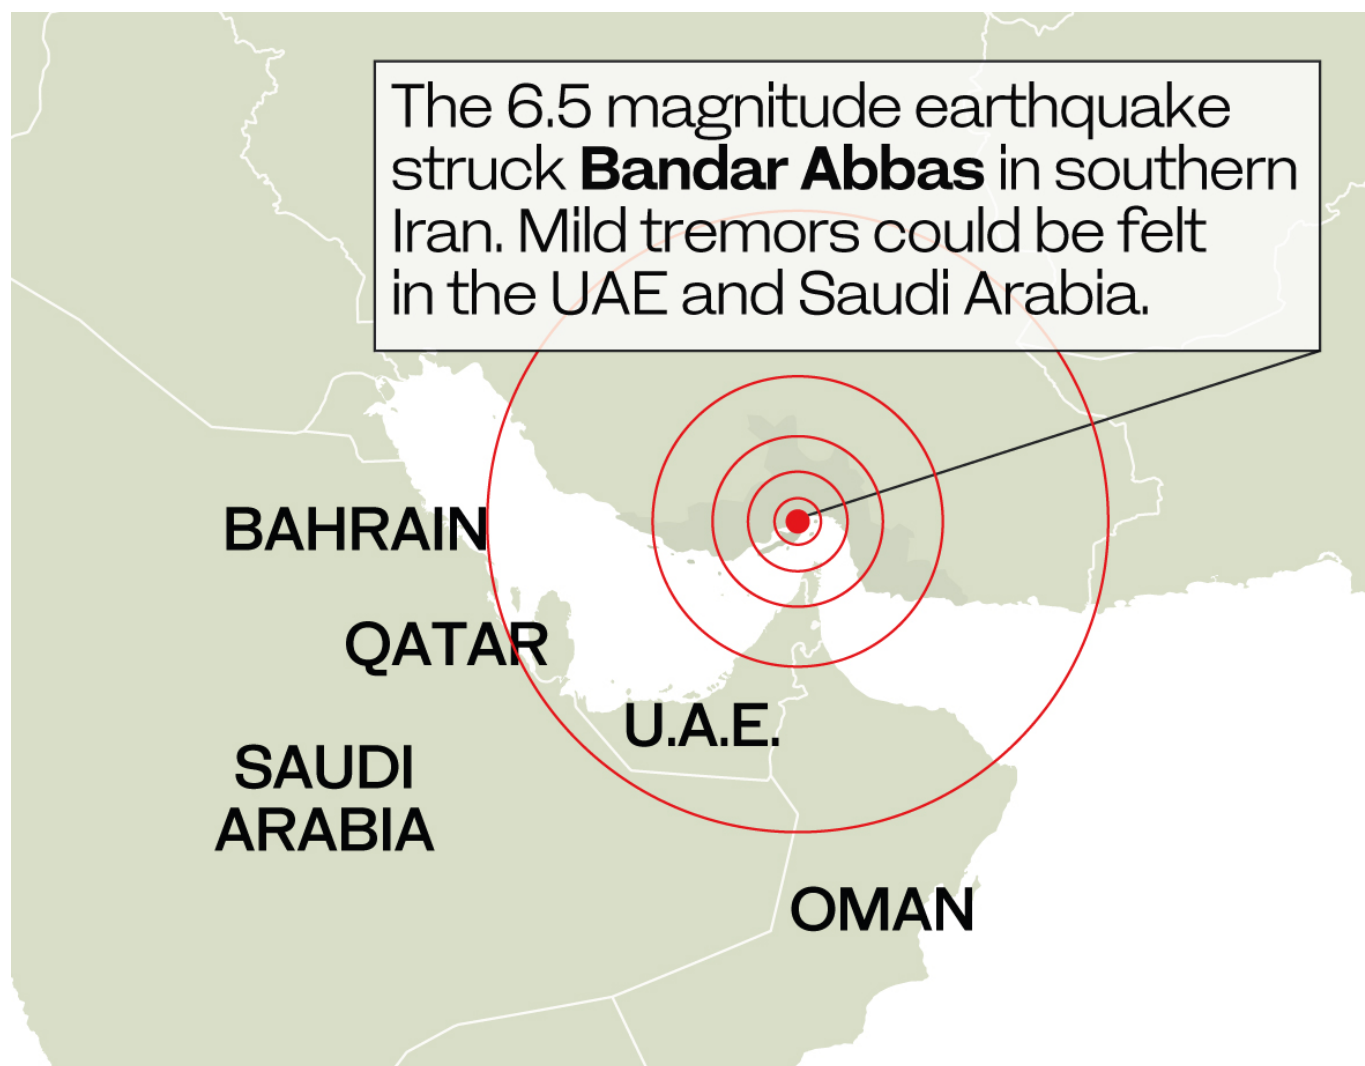 The 6.5 magnitude earthquake
struck Bandar Abbas in southern
Iran. Mild tremors could be felt
in the UAE and Saudi Arabia.
BAHRAIN
QATAR
U.A.E.
SAUDI
ARABIA
OMAN